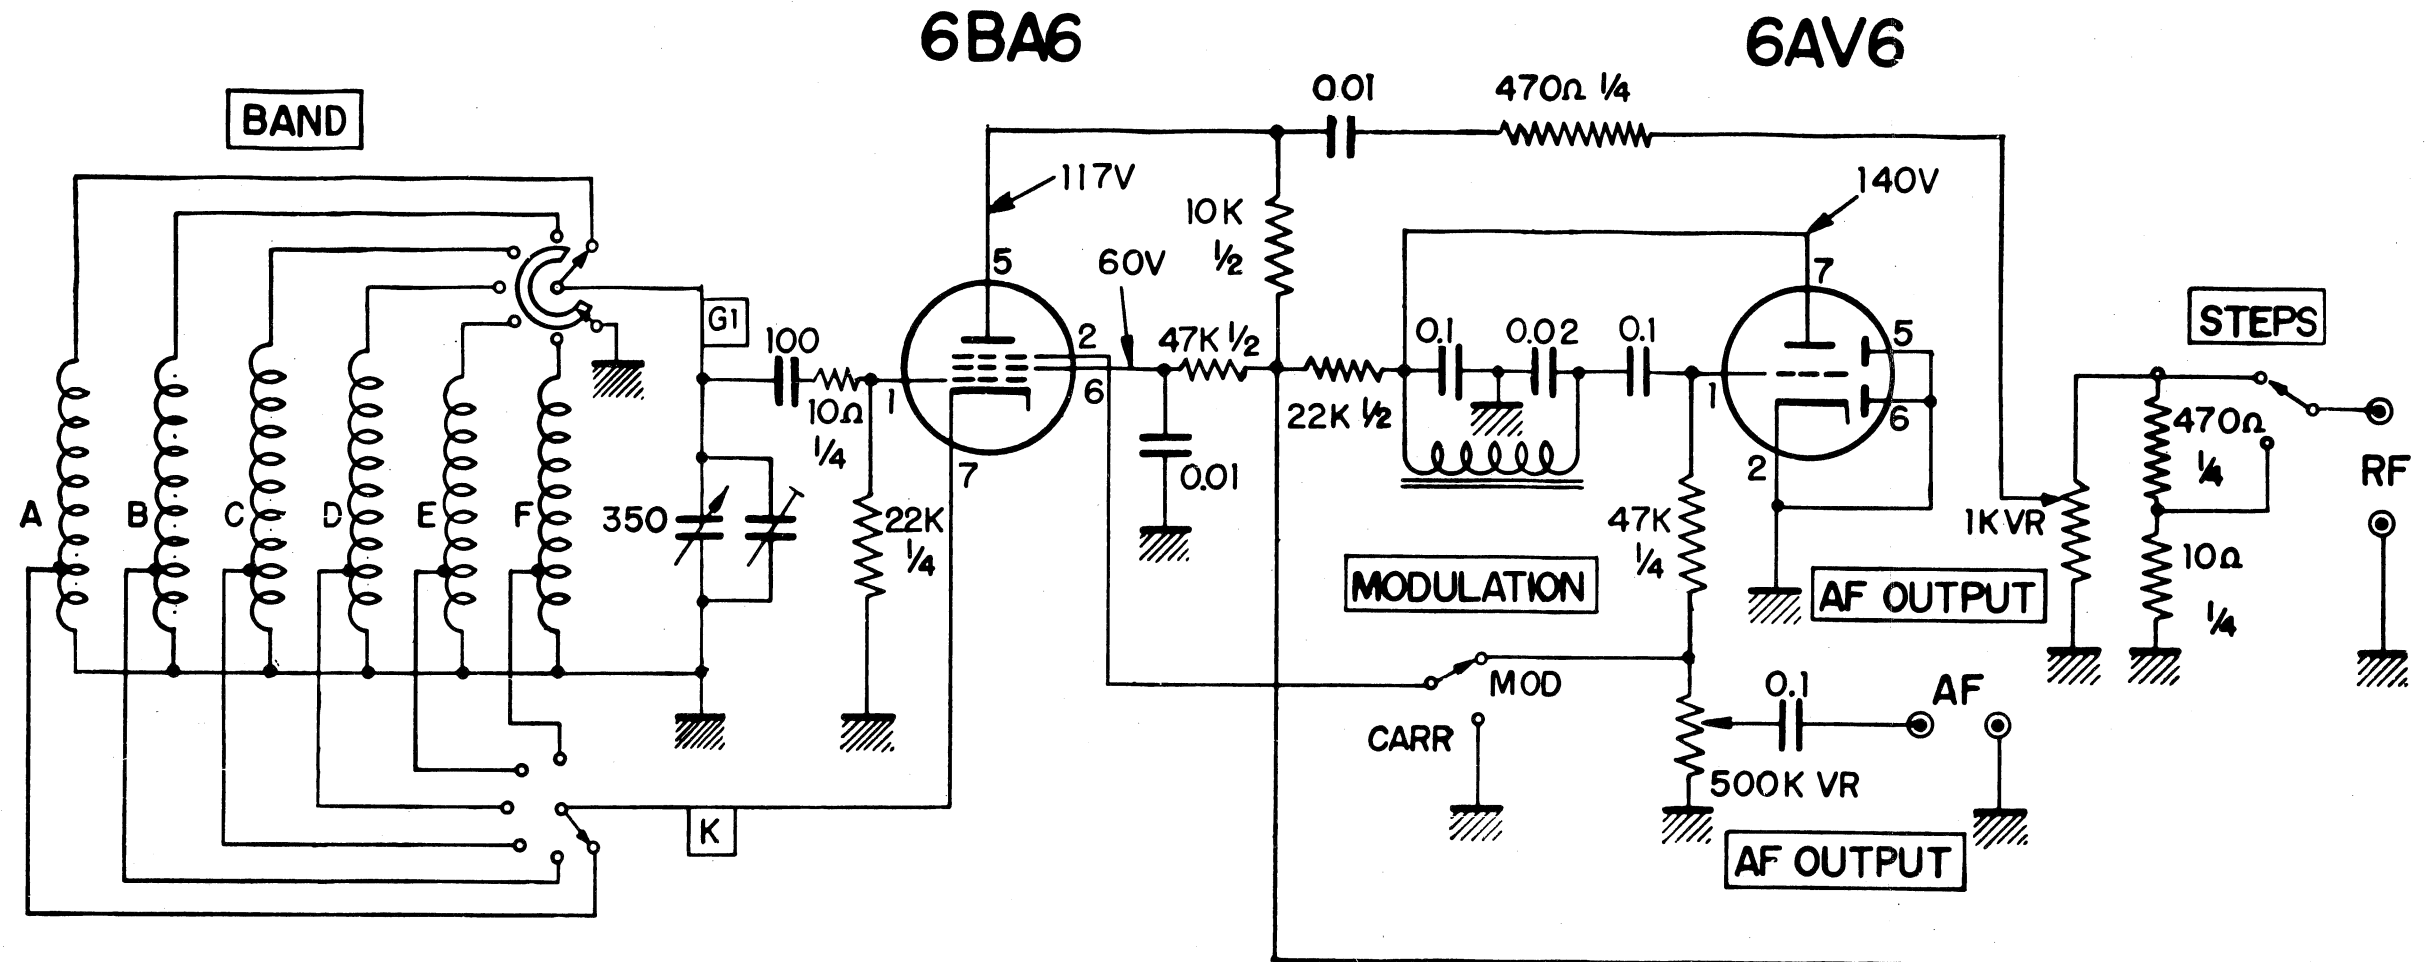 6BA6
6AV6
BAND
0.01
470Ω 1/4
117V
140V
10K
1/2
5
60V
7
G1
100
2
47K 1/2
0.1
0.02
0.1
5
STEPS
10Ω
1/4
1
6
22K 1/2
1
6
470Ω
1/4
7
0.01
2
RF
A
B
C
D
E
F
350
22K
1/4
47K
1/4
1K VR
10Ω
1/4
MODULATION
AF OUTPUT
MOD
0.1
AF
CARR
500K VR
K
AF OUTPUT